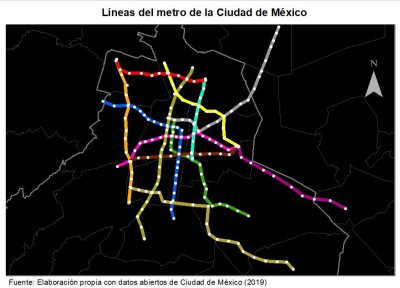 Líneas del metro de la Ciudad de México
Fuente: Elaboración propia con datos abiertos de Ciudad de México (2019)